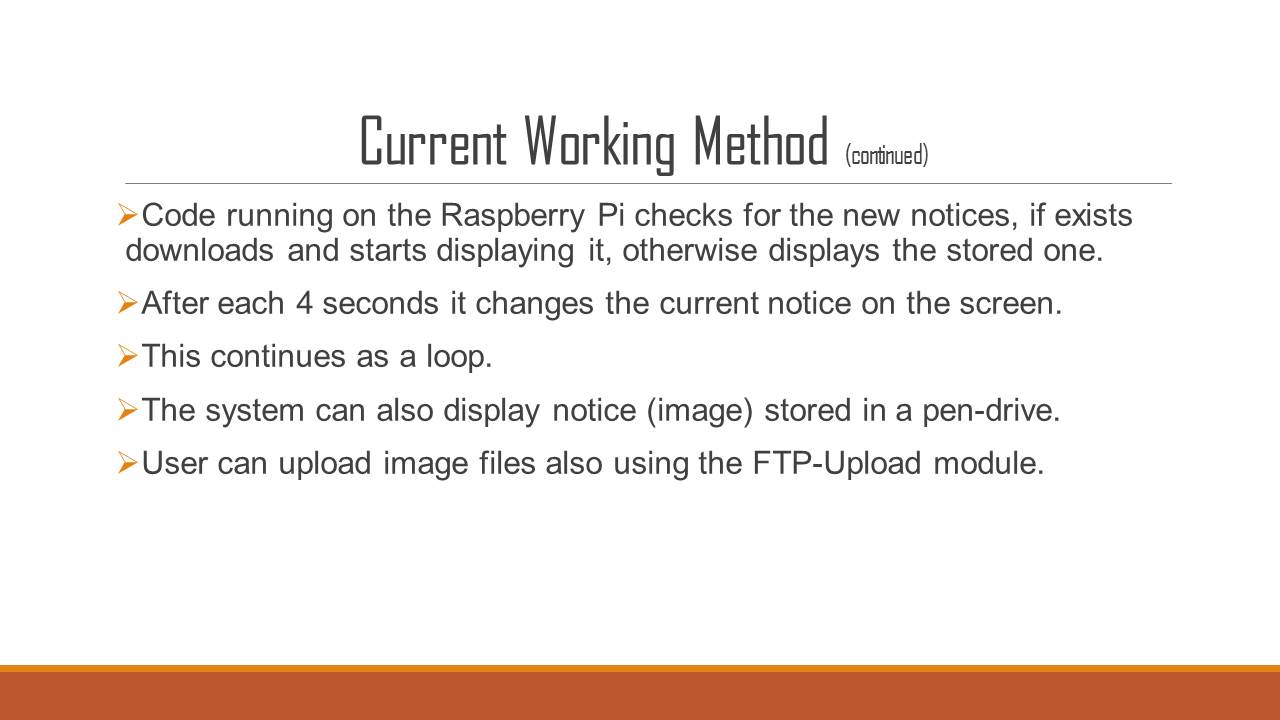 Current Working Method (continued)
➢Code running on the Raspberry Pi checks for the new notices, if exists
downloads and starts displaying it, otherwise displays the stored one.
➢After each 4 seconds it changes the current notice on the screen.
➢This continues as a loop.
➢The system can also display notice (image) stored in a pen-drive.
➢User can upload image files also using the FTP-Upload module.